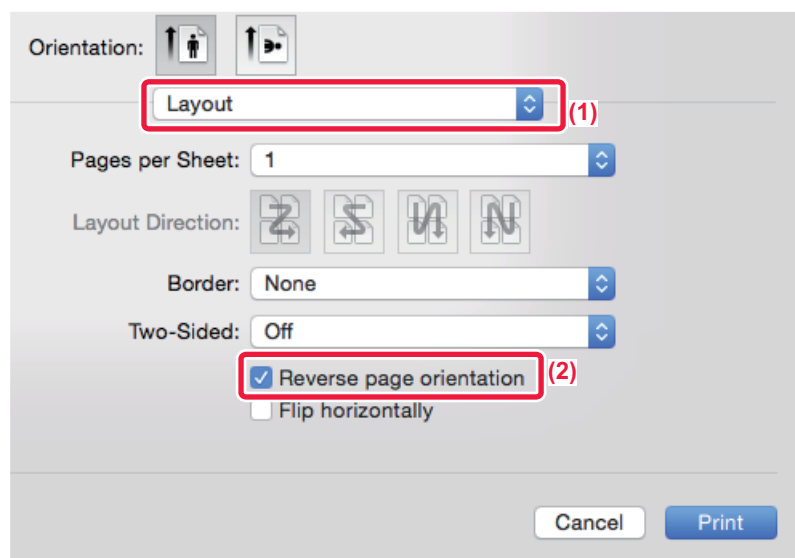 Orientation:
Layout
(1)
Pages per Sheet: 1
Layout Direction:
Border: None
Two-Sided: Off
Reverse page orientation
(2)
Flip horizontally
Cancel Print